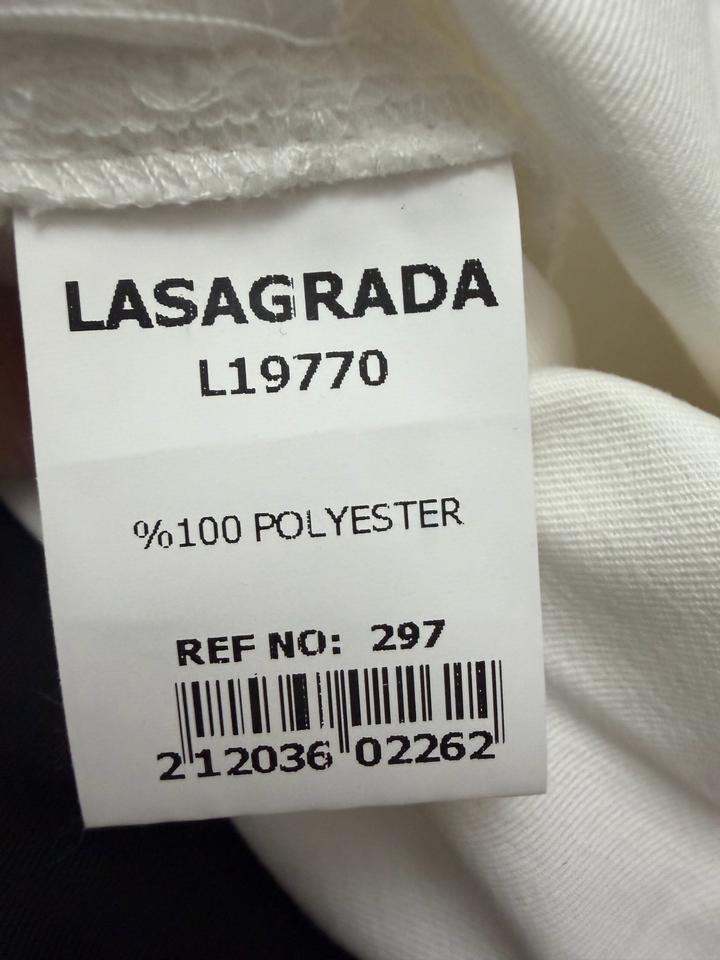 LASAGRADA
L19770
%100 POLYESTER
REF NO: 297
2 12036 02262